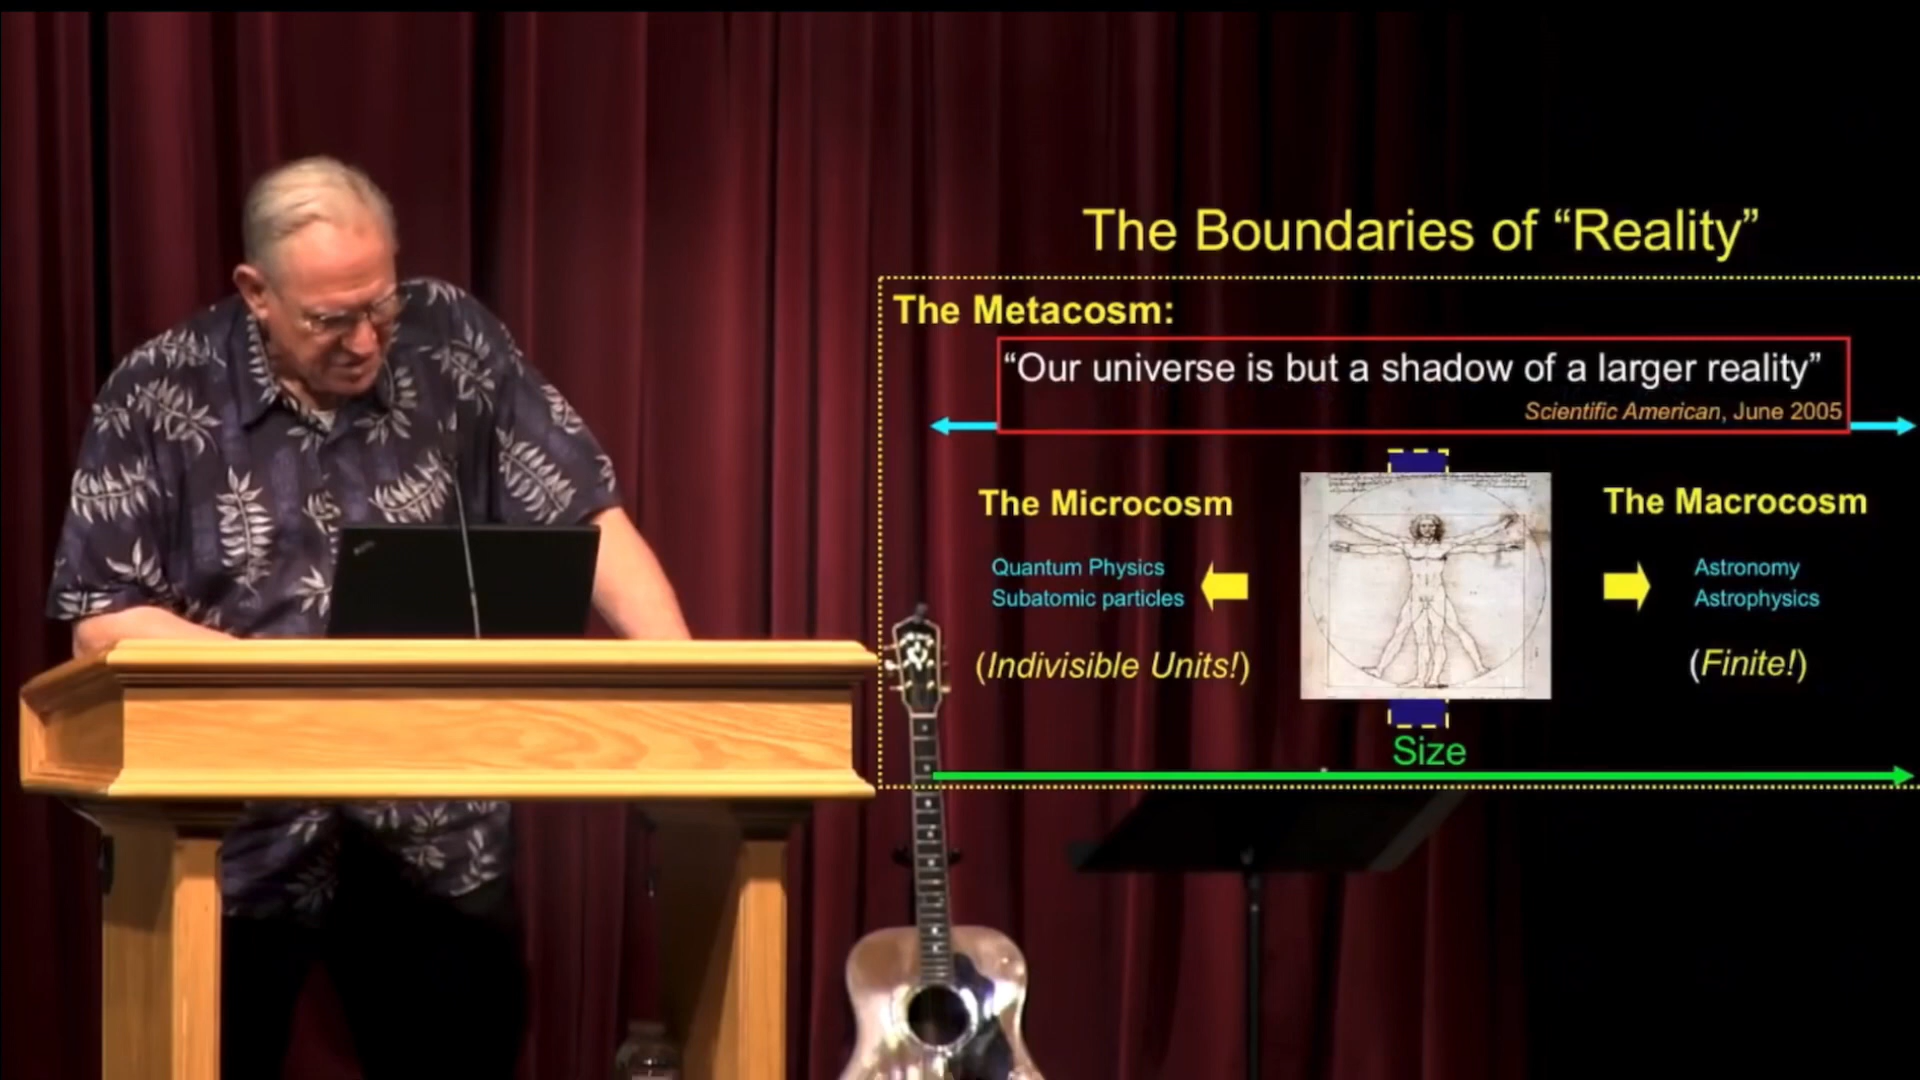 The Boundaries of “Reality”
The Metacosm:
“Our universe is but a shadow of a larger reality”
Scientific American, June 2005
The Microcosm
The Macrocosm
Quantum Physics
Subatomic particles
Astronomy
Astrophysics
(Indivisible Units!)
(Finite!)
Size